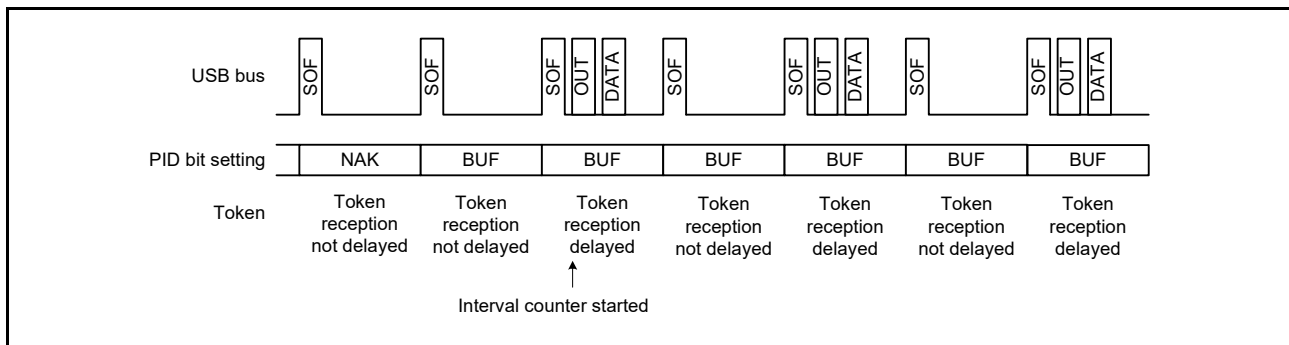 USB bus
SOF
SOF
SOF
OUT
DATA
SOF
SOF
OUT
DATA
SOF
SOF
OUT
DATA
PID bit setting
NAK
BUF
BUF
BUF
BUF
BUF
BUF
Token
Token
reception
not delayed
Token
reception
not delayed
Token
reception
delayed
Token
reception
not delayed
Token
reception
delayed
Token
reception
not delayed
Token
reception
delayed
Interval counter started